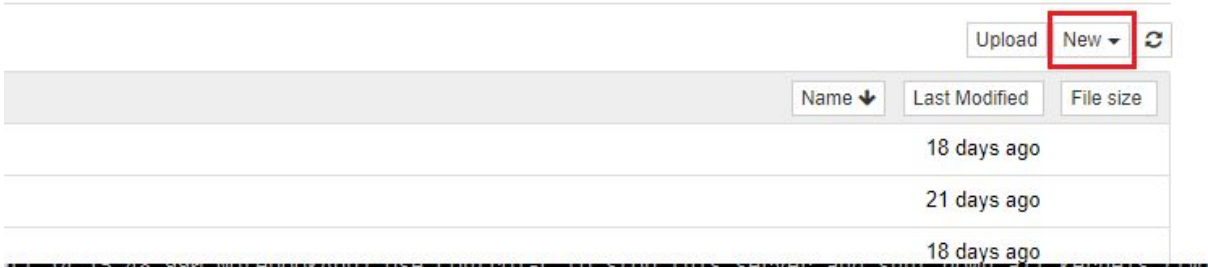 Upload New
Name Last Modified File size
18 days ago
21 days ago
18 days ago